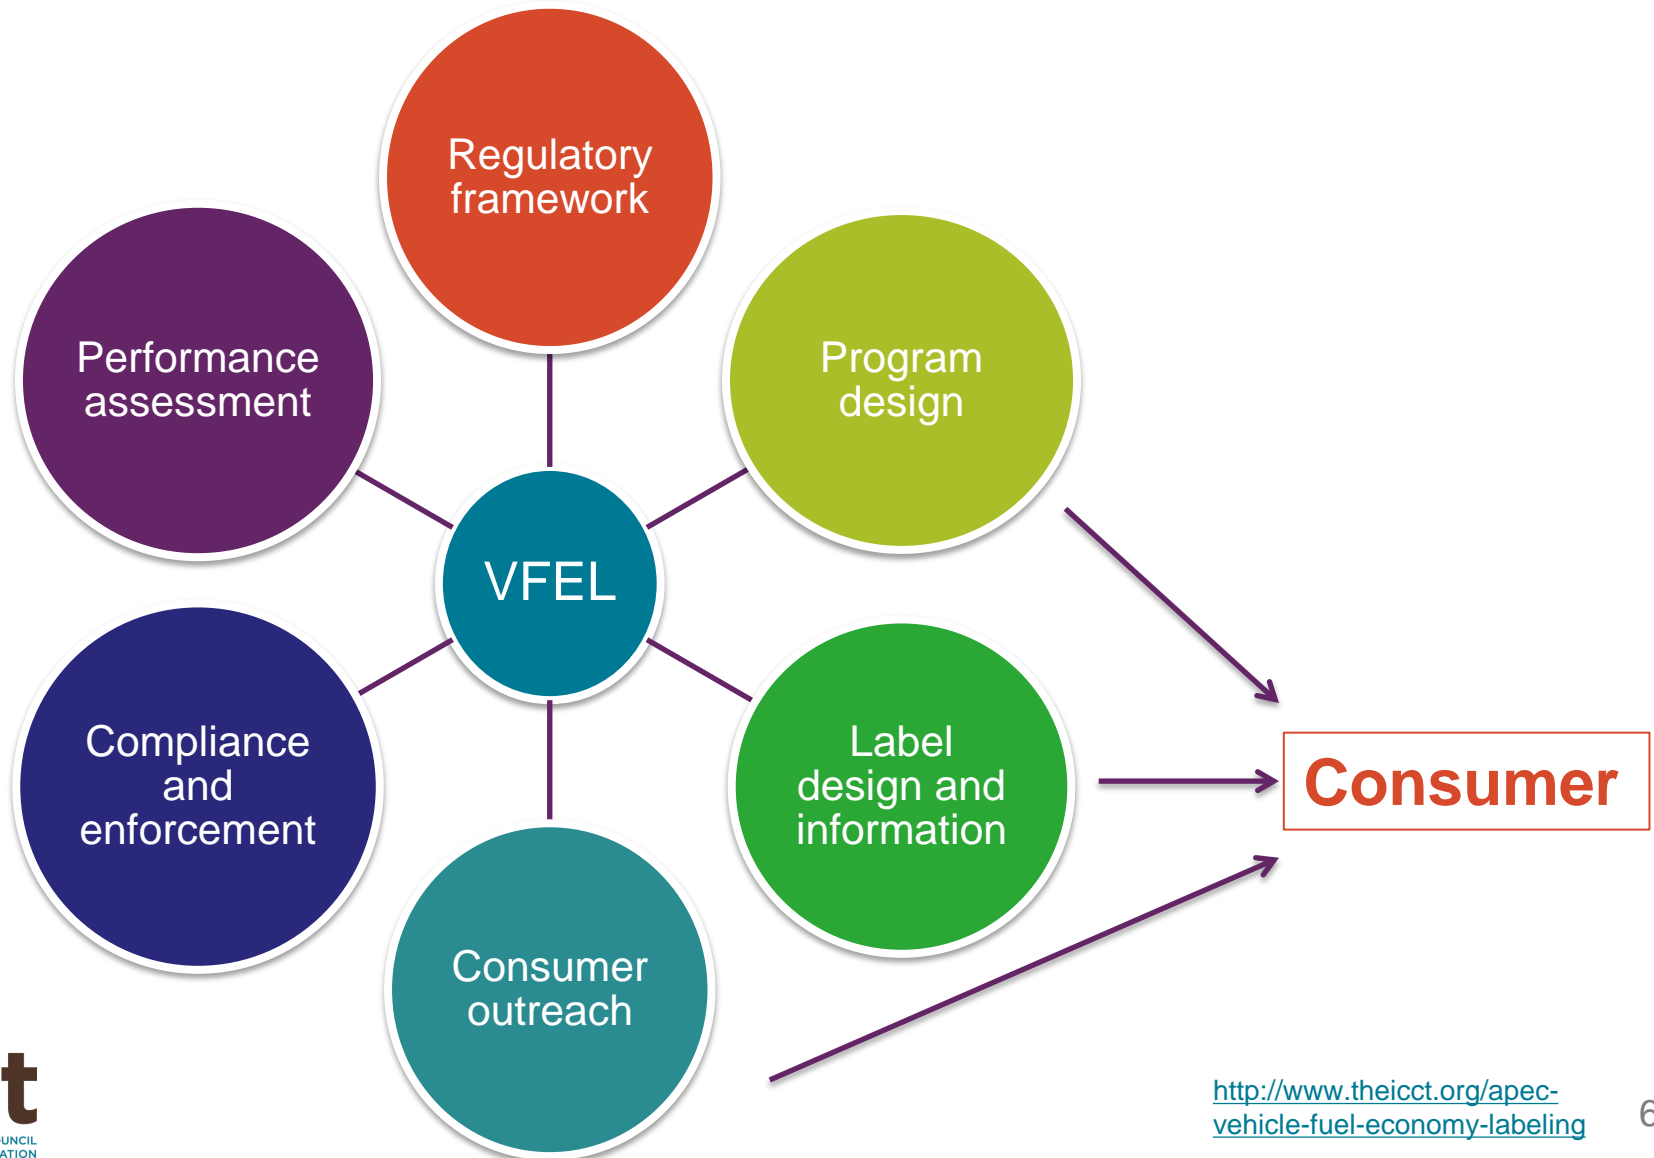 Regulatory
framework
Performance
assessment
Program
design
VFEL
Compliance
and
enforcement
Label
design and
information
Consumer
Consumer
outreach
http://www.theicct.org/apec-
vehicle-fuel-economy-labeling
6